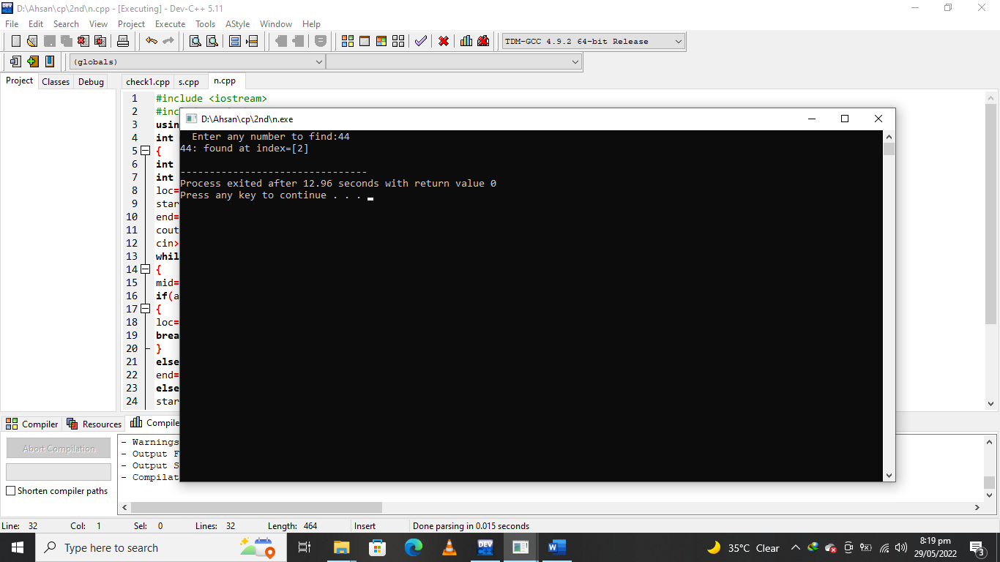 D:\Ahsan\cp\2nd\n.cpp - [Executing] - Dev-C++ 5.11
File Edit Search View Project Execute Tools AStyle Window Help
TDM-GCC 4.9.2 64-bit Release
(globals)
Project Classes Debug check1.cpp s.cpp n.cpp
1 #include <iostream>
2 #inc
3 usin
4 int
5 {
6 int
7 int
8 loc=
9 star
10 end=
11 cout
12 cin>
13 whil
14 {
15 mid=
16 if(a
17 {
18 loc=
19 brea
20 }
21 else
22 end=
23 else
24 star
D:\Ahsan\cp\2nd\n.exe
Enter any number to find:44
44: found at index=[2]
--------------------------------
Process exited after 12.96 seconds with return value 0
Press any key to continue . . .
Compiler Resources Compile
Abort Compilation
Shorten compiler paths
- Warnings
- Output F
- Output S
- Compilat
Line: 32 Col: 1 Sel: 0 Lines: 32 Length: 464 Insert Done parsing in 0.015 seconds
Type here to search
DEV
W
35°C Clear
8:19 pm
29/05/2022
3